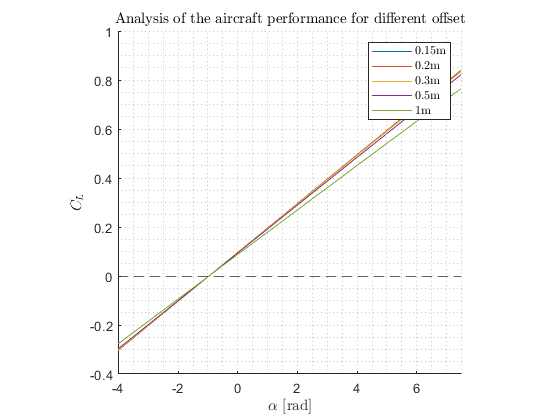 Analysis of the aircraft performance for different offset
1
0.8
0.6
0.4
0.2
0
-0.2
-0.4
C_L
0.15m
0.2m
0.3m
0.5m
1m
-4 -2 0 2 4 6
α [rad]